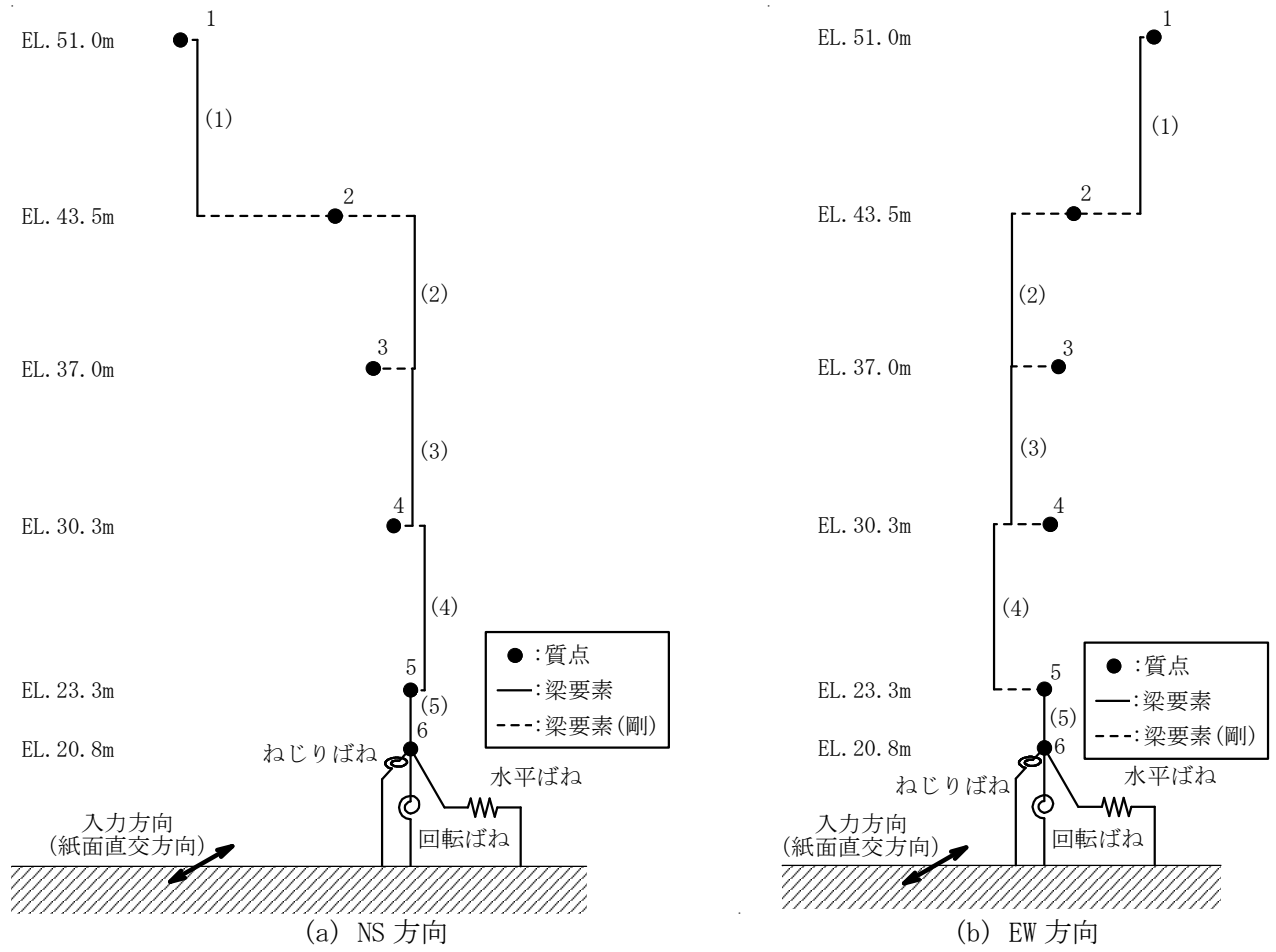 1
EL.51.0m
(1)
2
EL.43.5m
(2)
3
EL.37.0m
(3)
4
EL.30.3m
(4)
5
EL.23.3m
(5)
6
EL.20.8m
ねじりばね
水平ばね
回転ばね
入力方向
(紙面直交方向)
●:質点
:梁要素
:梁要素(剛)
(a) NS 方向
1
EL.51.0m
(1)
2
EL.43.5m
(2)
3
EL.37.0m
(3)
4
EL.30.3m
(4)
5
EL.23.3m
(5)
6
EL.20.8m
ねじりばね
水平ばね
回転ばね
入力方向
(紙面直交方向)
●:質点
:梁要素
:梁要素(剛)
(b) EW 方向